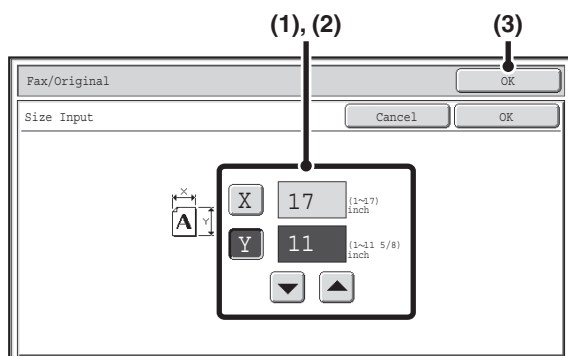 (1), (2)
(3)
Fax/Original
OK
Size Input
Cancel
OK
X
A
Y
X
17
(1~17)
inch
Y
11
(1~11 5/8)
inch